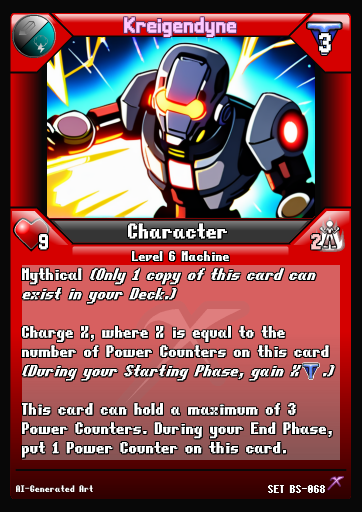 Kreigendyne
3
9
Character
2
Level 6 Machine
Mythical (Only 1 copy of this card can
exist in your Deck.)
Charge X, where X is equal to the
number of Power Counters on this card
(During your Starting Phase, gain X .)
This card can hold a maximum of 3
Power Counters. During your End Phase,
put 1 Power Counter on this card.
AI-Generated Art
SET BS-068